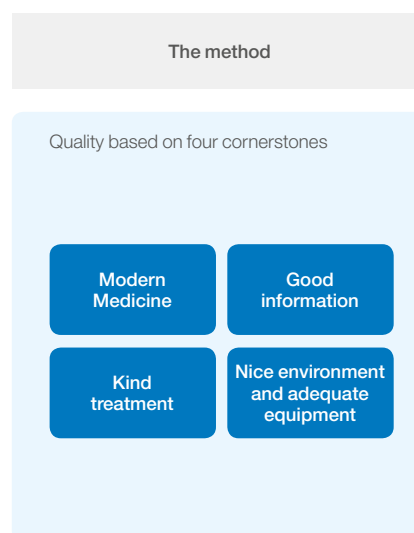 The method
Quality based on four cornerstones
Modern
Medicine
Good
information
Kind
treatment
Nice environment
and adequate
equipment